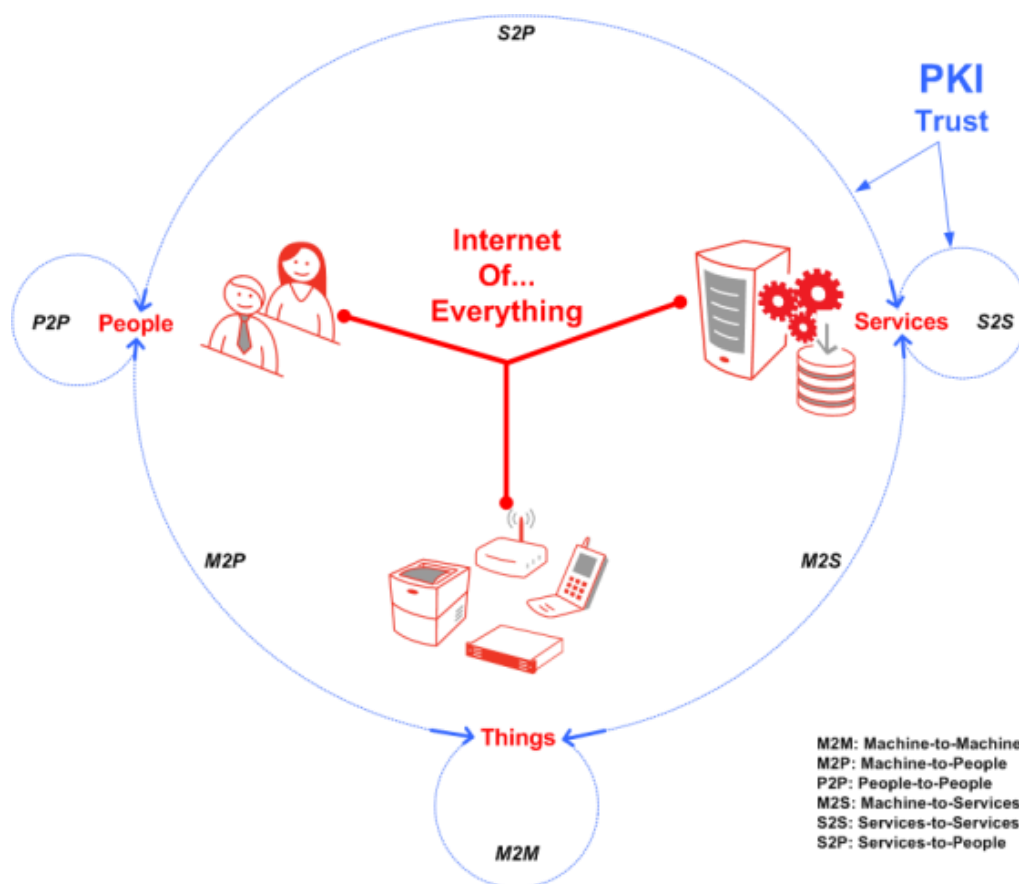 S2P
PKI
Trust
Internet
Of...
Everything
P2P
People
Services
S2S
M2P
M2S
Things
M2M
M2M: Machine-to-Machine
M2P: Machine-to-People
P2P: People-to-People
M2S: Machine-to-Services
S2S: Services-to-Services
S2P: Services-to-People